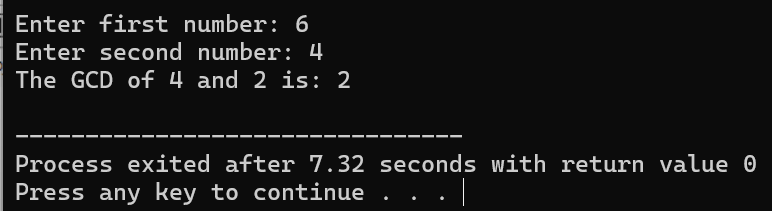 Enter first number: 6
Enter second number: 4
The GCD of 4 and 2 is: 2
--------------------------------
Process exited after 7.32 seconds with return value 0
Press any key to continue . . .